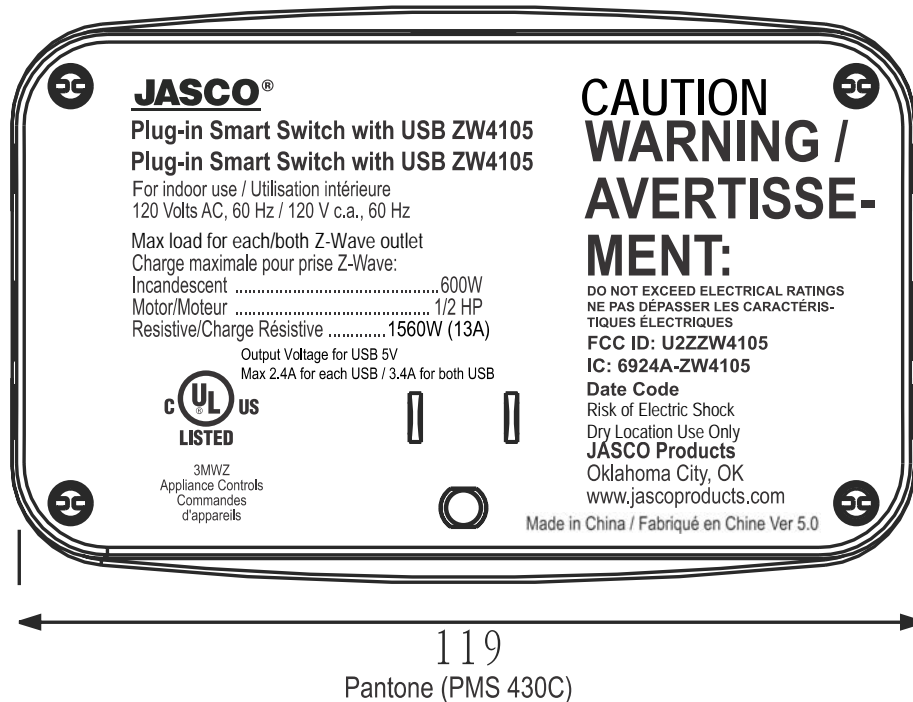 JASCO®
Plug-in Smart Switch with USB ZW4105
Plug-in Smart Switch with USB ZW4105
For indoor use / Utilisation intérieure
120 Volts AC, 60 Hz / 120 V c.a., 60 Hz
Max load for each/both Z-Wave outlet
Charge maximale pour prise Z-Wave:
Incandescent ..........................................600W
Motor/Moteur ........................................ 1/2 HP
Resistive/Charge Résistive ............1560W (13A)
Output Voltage for USB 5V
Max 2.4A for each USB / 3.4A for both USB
C UL ® US
LISTED
3MWZ
Appliance Controls
Commandes
d'appareils
CAUTION
WARNING /
AVERTISSE-
MENT:
DO NOT EXCEED ELECTRICAL RATINGS
NE PAS DÉPASSER LES CARACTÉRIS-
TIQUES ÉLECTRIQUES
FCC ID: U2ZZW4105
IC: 6924A-ZW4105
Date Code
Risk of Electric Shock
Dry Location Use Only
JASCO Products
Oklahoma City, OK
www.jascoproducts.com
Made in China / Fabriqué en Chine Ver 5.0
119
Pantone (PMS 430C)